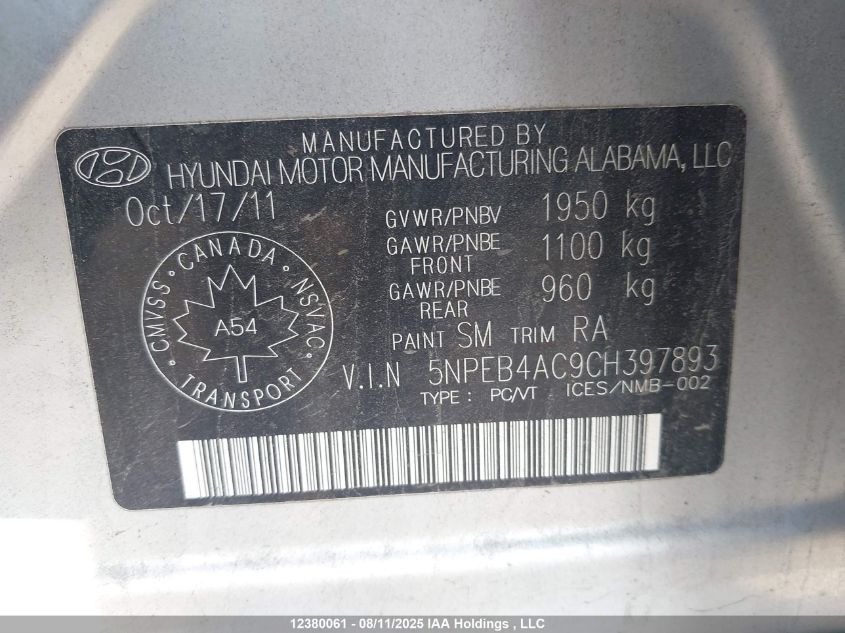 MANUFACTURED BY
HYUNDAI MOTOR MANUFACTURING ALABAMA, LLC
Oct/17/11
GVWR/PNBV 1950 kg
GAWR/PNBE FRONT 1100 kg
GAWR/PNBE REAR 960 kg
PAINT SM TRIM RA
V.I.N 5NPEB4AC9CH397893
TYPE : PC/VT ICES/NMB-002
CANADA
CMVSS
NSVAC
A54
TRANSPORT
12380061 - 08/11/2025 IAA Holdings , LLC